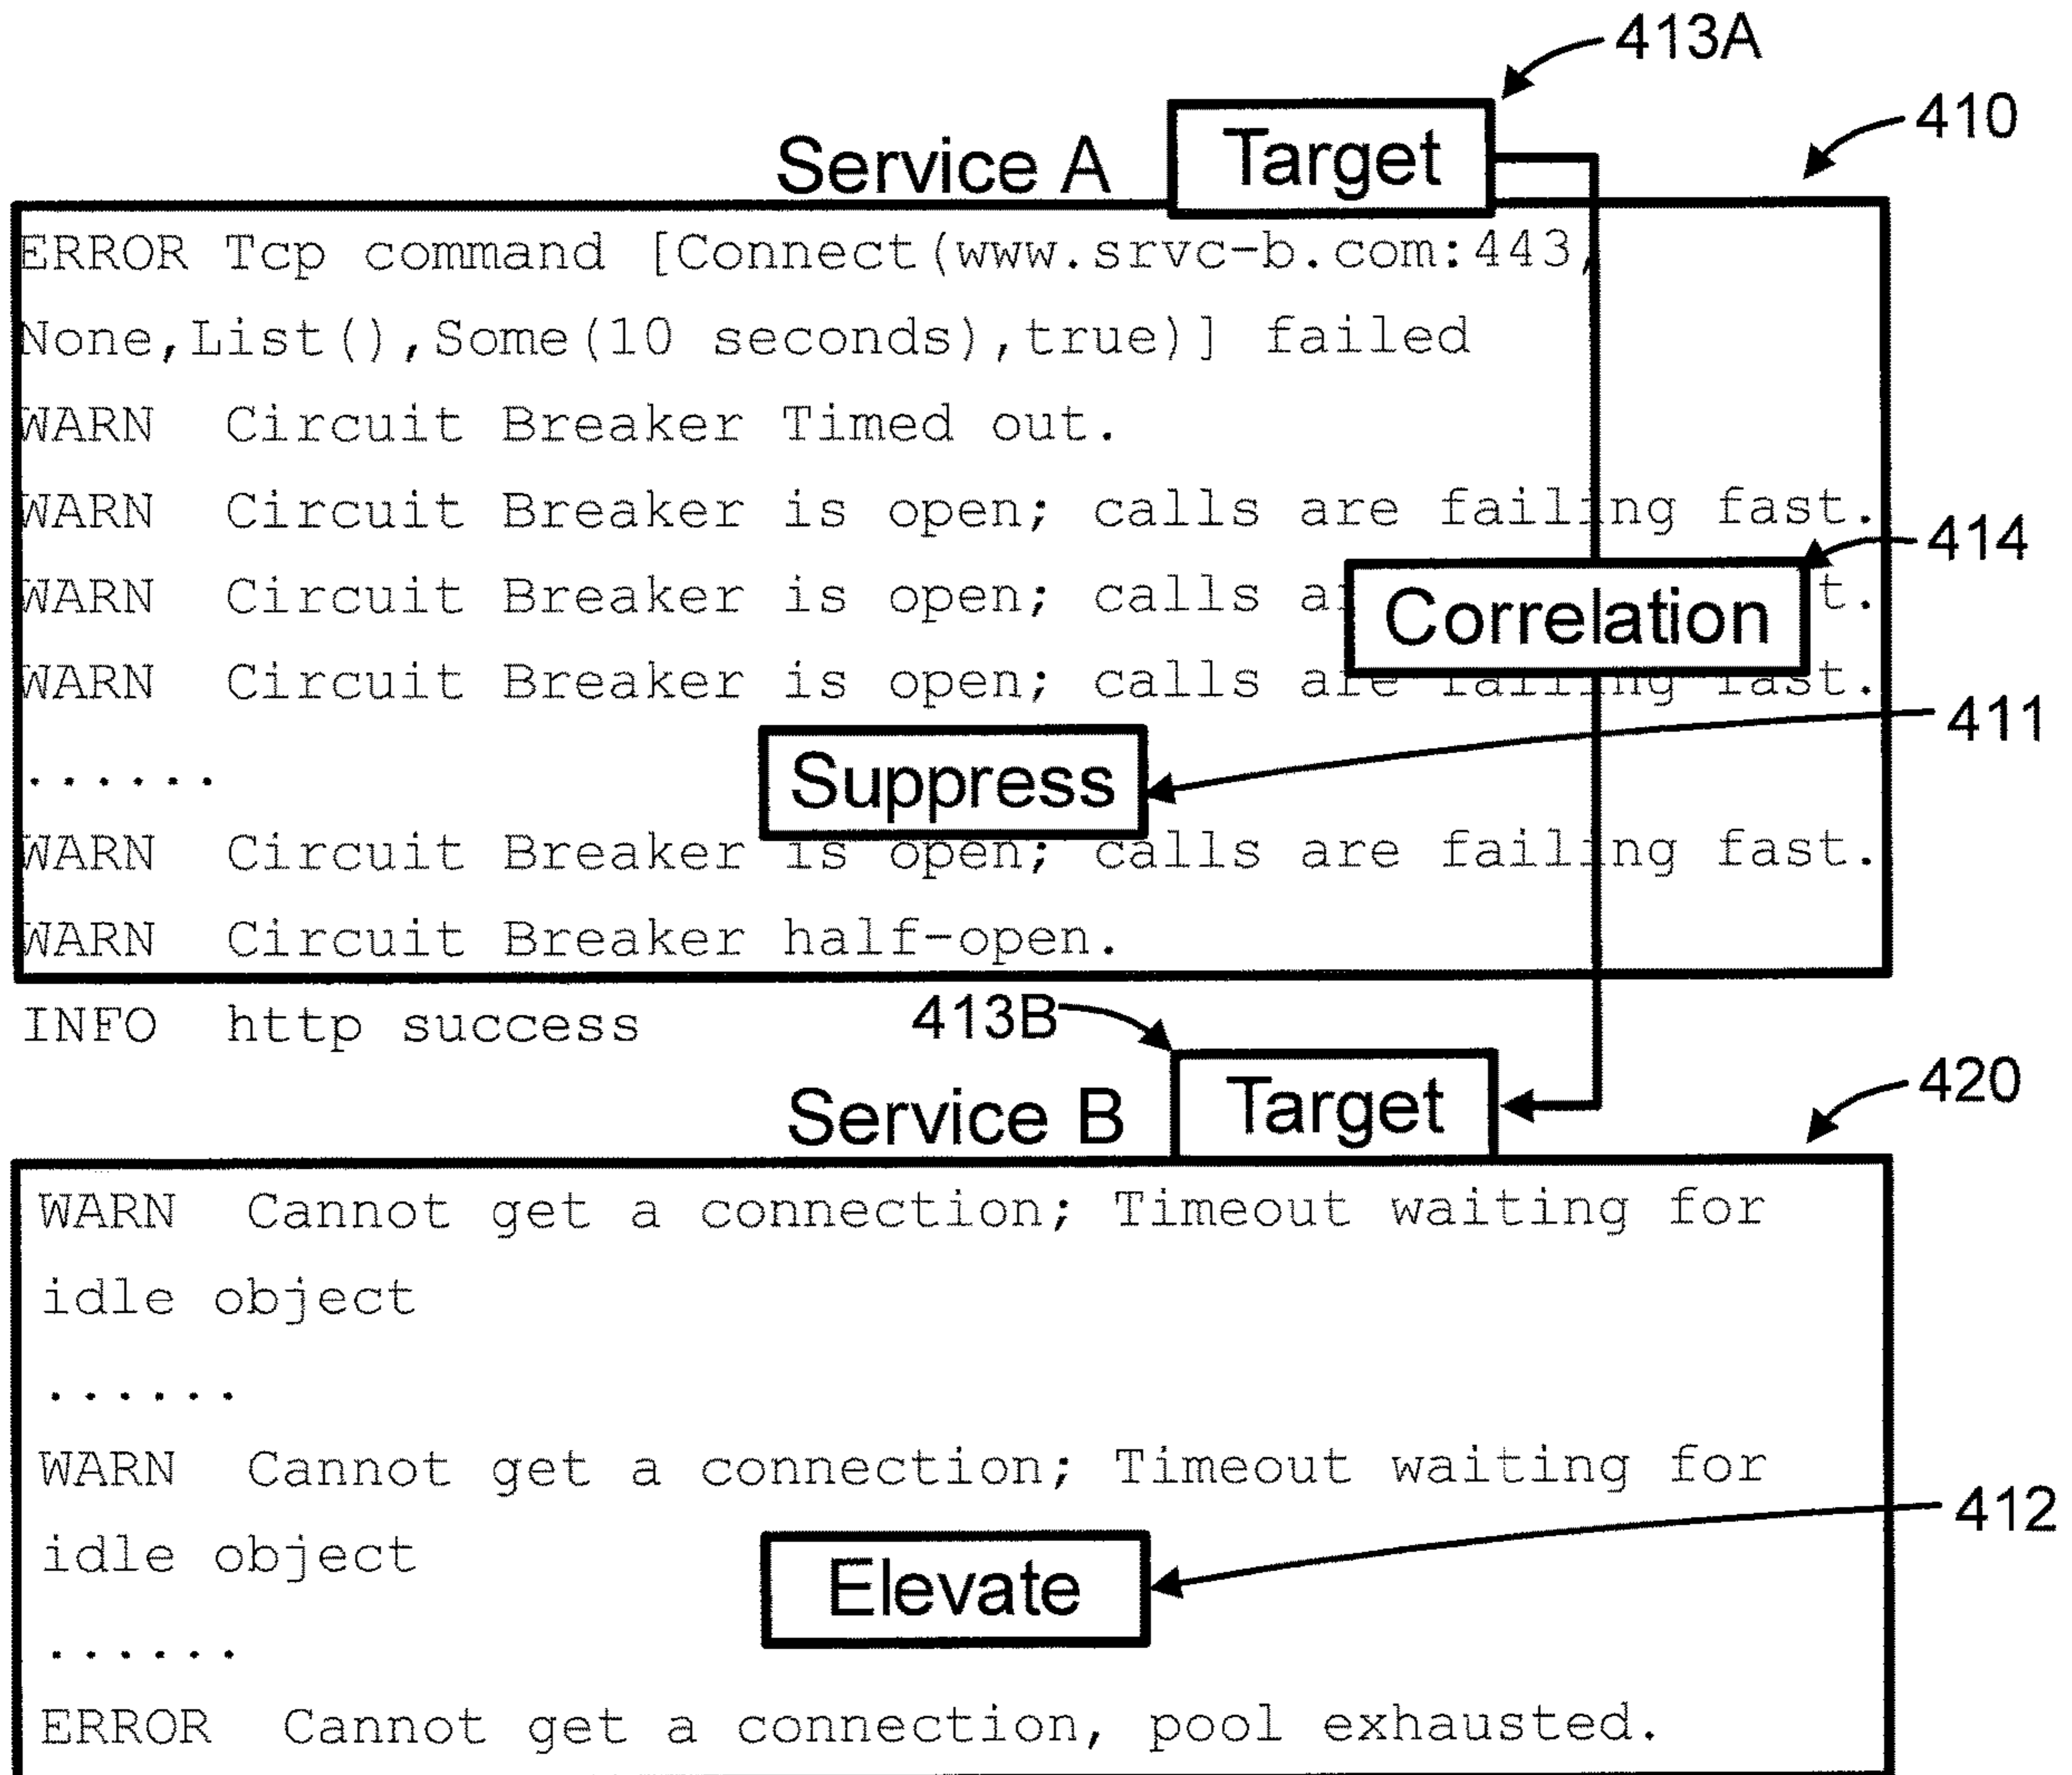 413A
Target
410
Service A
ERROR Tcp command [Connect(www.srvc-b.com:443,
None,List(),Some(10 seconds),true)] failed
WARN Circuit Breaker Timed out.
WARN Circuit Breaker is open; calls are failing fast.
414
WARN Circuit Breaker is open; calls t.
Correlation
WARN Circuit Breaker is open; calls are failing fast.
411
Suppress
......
WARN Circuit Breaker is open; calls are failing fast.
WARN Circuit Breaker half-open.
INFO http success
413B
Target
420
Service B
WARN Cannot get a connection; Timeout waiting for
idle object
......
WARN Cannot get a connection; Timeout waiting for
idle object
412
Elevate
......
ERROR Cannot get a connection, pool exhausted.